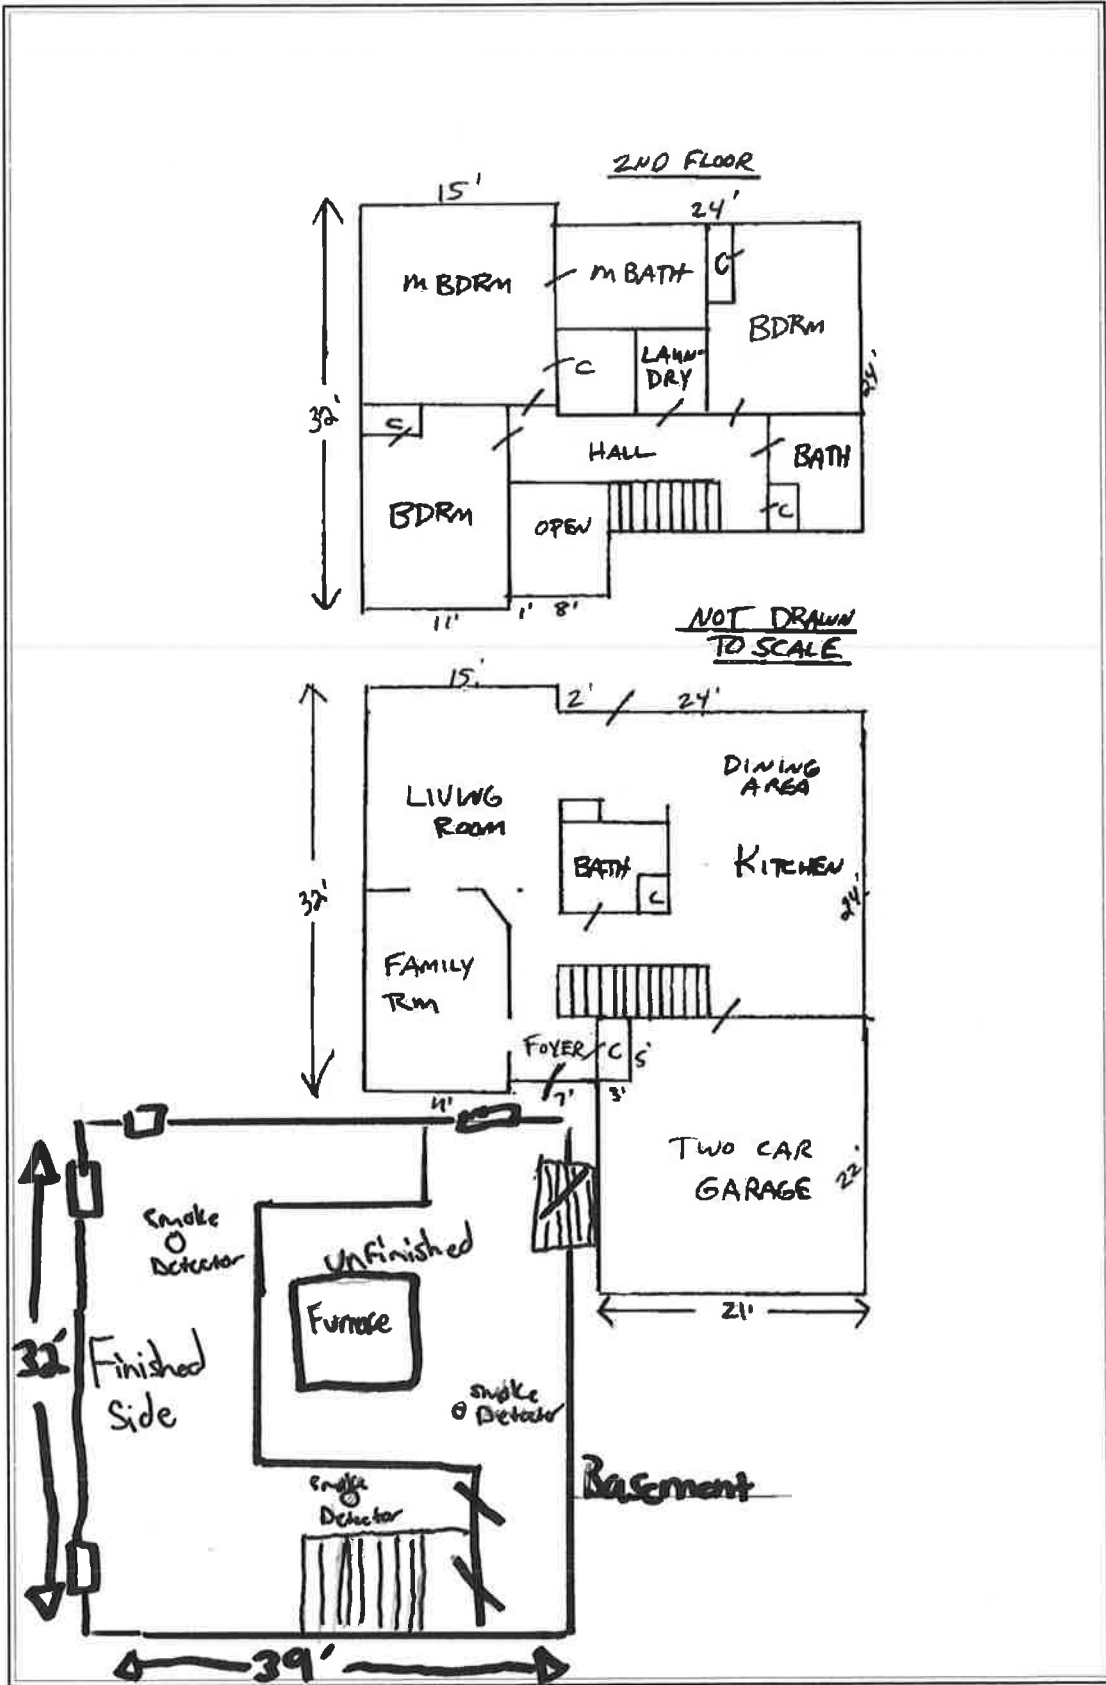 2ND FLOOR
15'
24'
M BDRM
M BATH
C
BDRM
C
LAUN-
DRY
24'
32'
C
HALL
BATH
BDRM
OPEN
C
11'
1'
8'
NOT DRAWN
TO SCALE
15'
2'
24'
DINING
AREA
LIVING
ROOM
BATH
KITCHEN
C
32'
24'
FAMILY
RM
FOYER
C
5'
11'
7'
3'
TWO CAR
GARAGE
22'
21'
Smoke
Detector
Unfinished
Furnace
32'
Finished
Side
Smoke
Detector
Smoke
Detector
Basement
39'